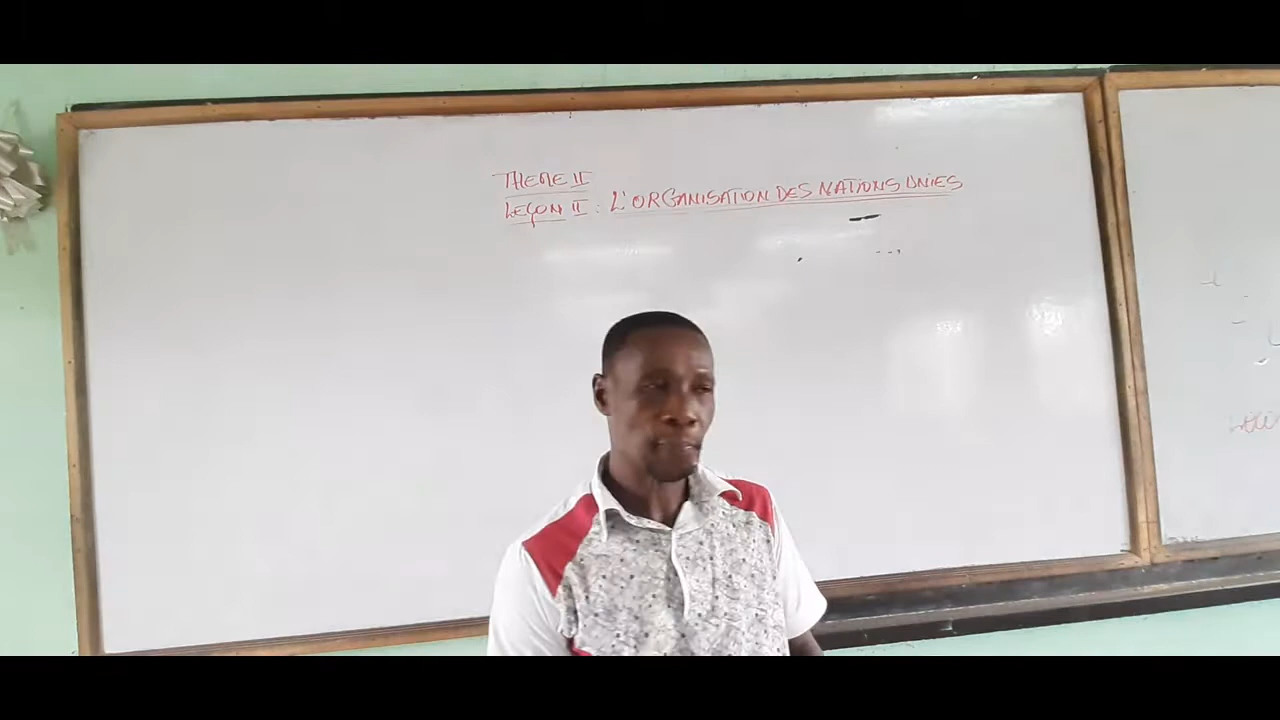 THEME II
LEÇON II : L'ORGANISATION DES NATIONS UNIES